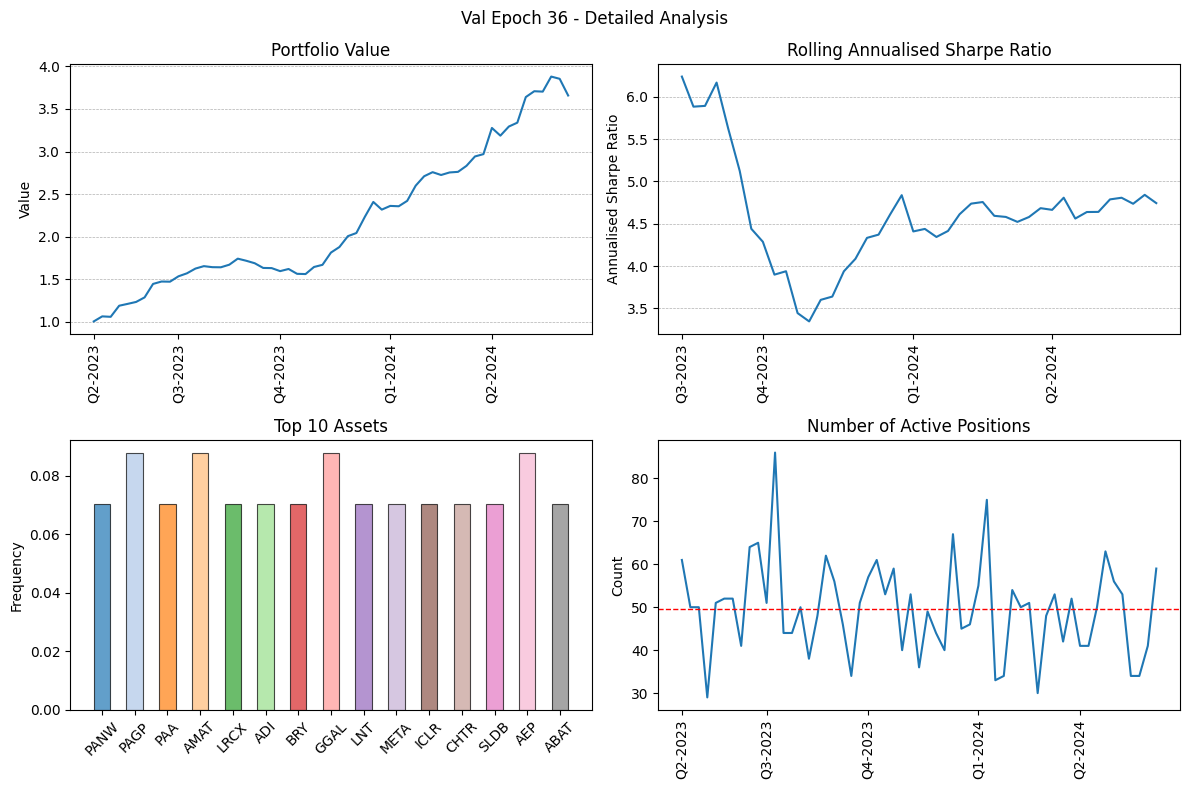 Val Epoch 36 - Detailed Analysis
Portfolio Value
Value
4.0
3.5
3.0
2.5
2.0
1.5
1.0
Q2-2023
Q3-2023
Q4-2023
Q1-2024
Q2-2024
Rolling Annualised Sharpe Ratio
Annualised Sharpe Ratio
6.0
5.5
5.0
4.5
4.0
3.5
Q3-2023
Q4-2023
Q1-2024
Q2-2024
Top 10 Assets
Frequency
0.08
0.06
0.04
0.02
0.00
PANW
PAGP
PAA
AMAT
LRCX
ADI
BRY
GGAL
LNT
META
ICLR
CHTR
SLDB
AEP
ABAT
Number of Active Positions
Count
80
70
60
50
40
30
Q2-2023
Q3-2023
Q4-2023
Q1-2024
Q2-2024